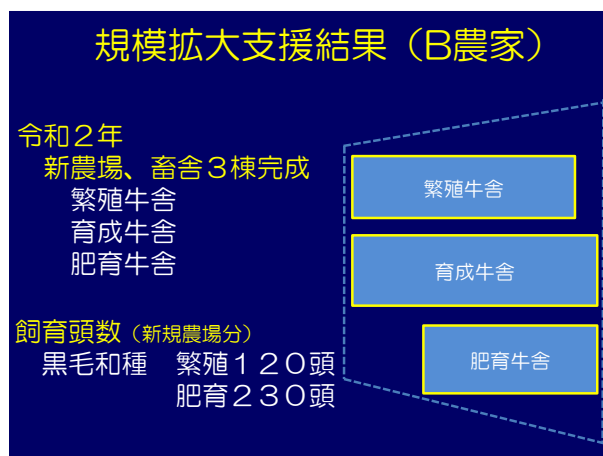 規模拡大支援結果（B農家）
令和２年
新農場、畜舎３棟完成
繁殖牛舎
育成牛舎
肥育牛舎
飼育頭数（新規農場分）
黒毛和種　繁殖１２０頭
肥育２３０頭
繁殖牛舎
育成牛舎
肥育牛舎